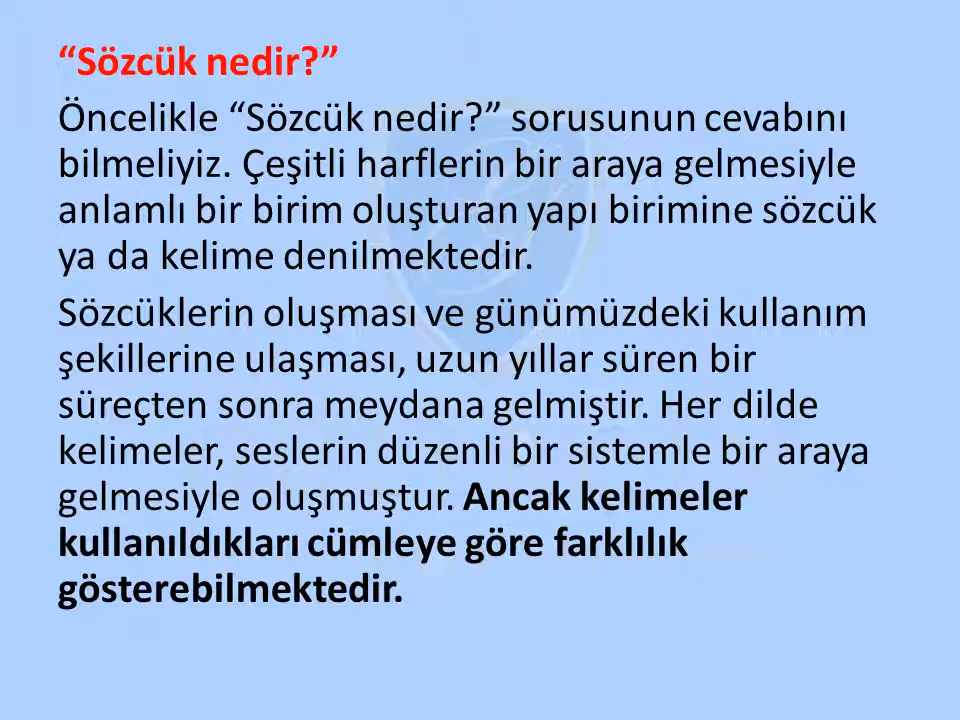 “Sözcük nedir?”
Öncelikle “Sözcük nedir?” sorusunun cevabını
bilmeliyiz. Çeşitli harflerin bir araya gelmesiyle
anlamlı bir birim oluşturan yapı birimine sözcük
ya da kelime denilmektedir.
Sözcüklerin oluşması ve günümüzdeki kullanım
şekillerine ulaşması, uzun yıllar süren bir
süreçten sonra meydana gelmiştir. Her dilde
kelimeler, seslerin düzenli bir sistemle bir araya
gelmesiyle oluşmuştur. Ancak kelimeler
kullanıldıkları cümleye göre farklılık
gösterebilmektedir.